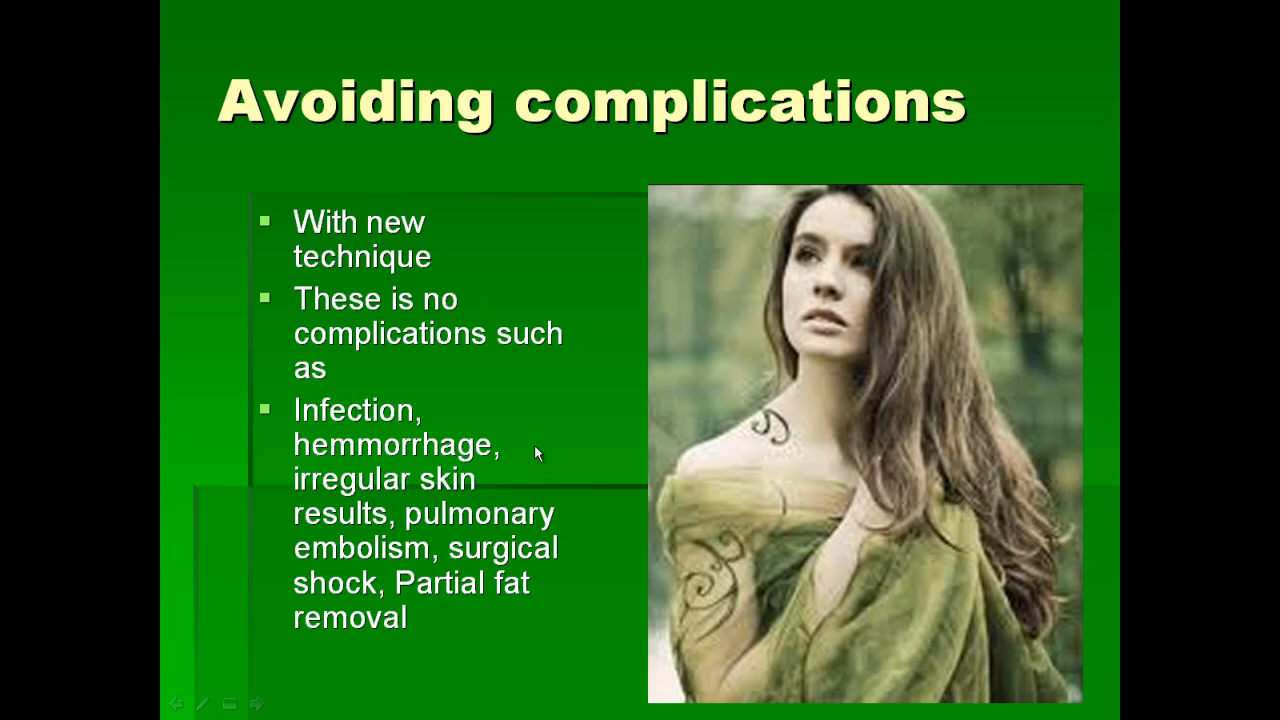 Avoiding complications
With new
technique
These is no
complications such
as
Infection,
hemmorrhage,
irregular skin
results, pulmonary
embolism, surgical
shock, Partial fat
removal